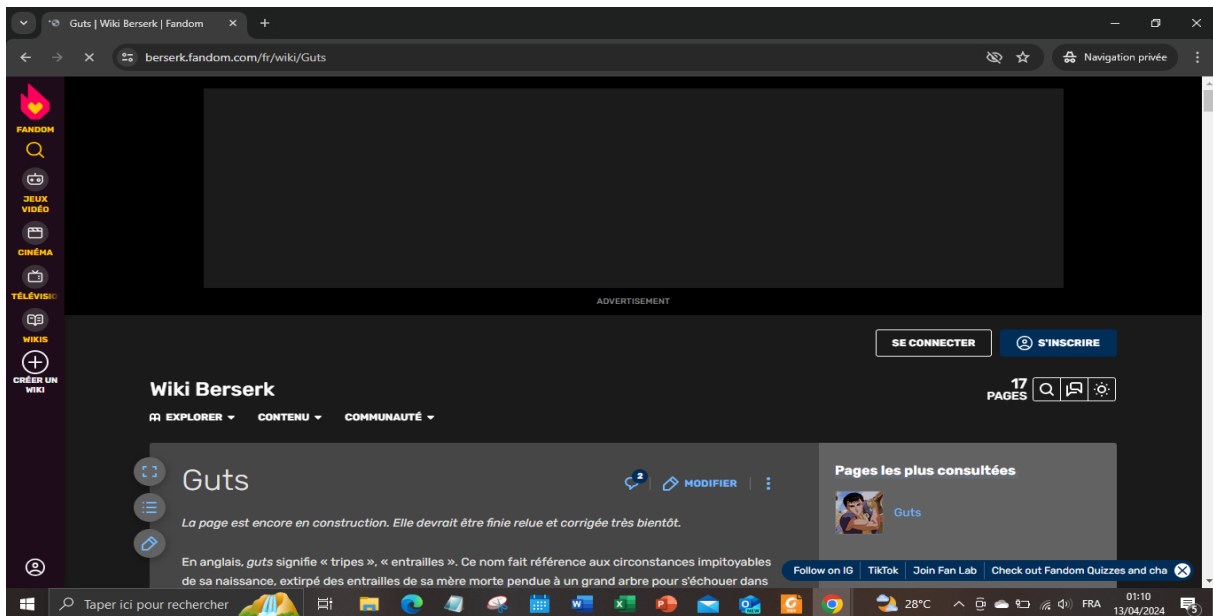 Guts | Wiki Berserk | Fandom
berserk.fandom.com/fr/wiki/Guts
Navigation privée
FANDOM
JEUX
VIDÉO
CINÉMA
TÉLÉVISIO
WIKIS
CRÉER UN
WIKI
ADVERTISEMENT
SE CONNECTER
S'INSCRIRE
Wiki Berserk
17
PAGES
EXPLORER
CONTENU
COMMUNAUTÉ
Guts
2
MODIFIER
La page est encore en construction. Elle devrait être finie relue et corrigée très bientôt.
En anglais, guts signifie « tripes », « entrailles ». Ce nom fait référence aux circonstances impitoyables
de sa naissance, extirpé des entrailles de sa mère morte pendue à un grand arbre pour s'échouer dans
Pages les plus consultées
Guts
Follow on IG
TikTok
Join Fan Lab
Check out Fandom Quizzes and cha
Taper ici pour rechercher
28°C
FRA
01:10
13/04/2024
5